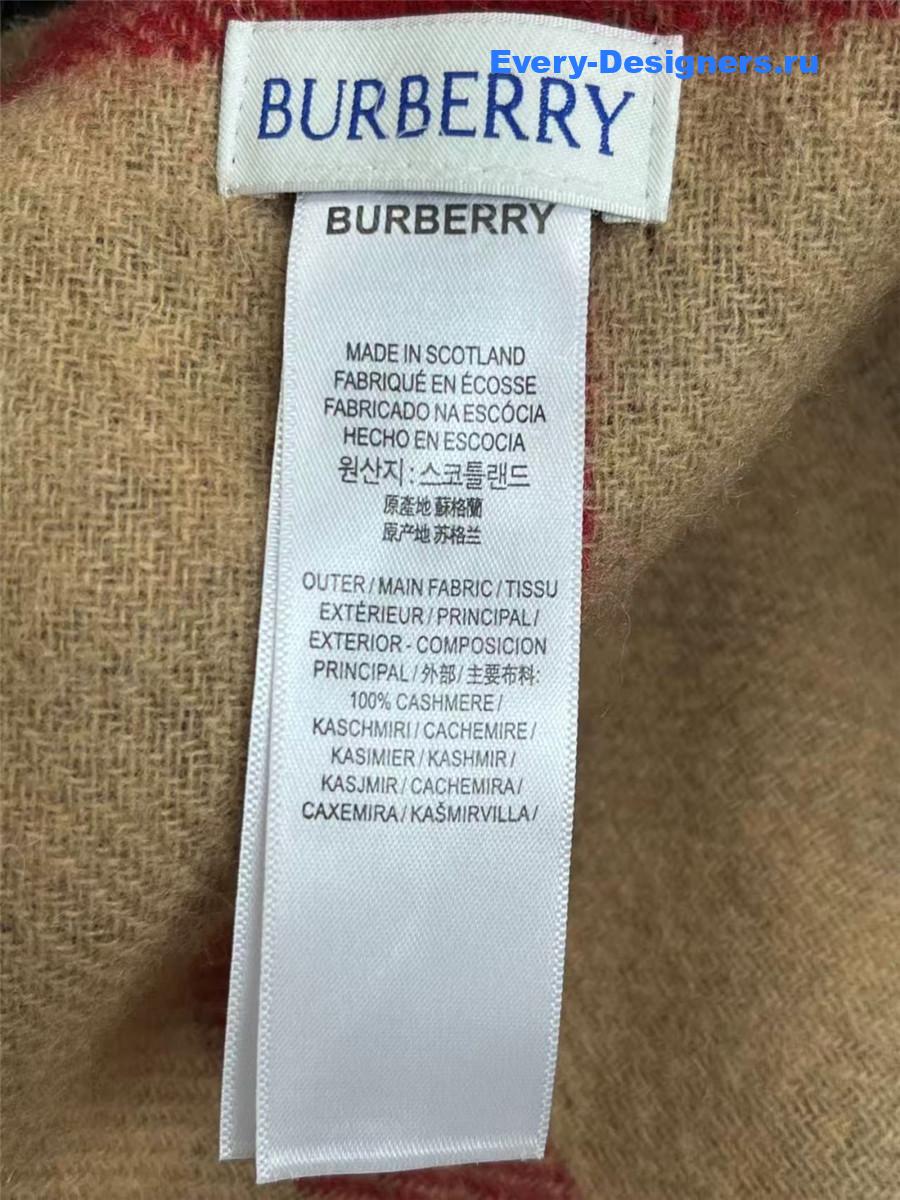 Every-Designers.ru
BURBERRY
BURBERRY
MADE IN SCOTLAND
FABRIQUÉ EN ÉCOSSE
FABRICADO NA ESCÓCIA
HECHO EN ESCOCIA
원산지 : 스코틀랜드
原產地 蘇格蘭
原产地 苏格兰
OUTER / MAIN FABRIC / TISSU
EXTÉRIEUR / PRINCIPAL /
EXTERIOR - COMPOSICION
PRINCIPAL / 外部 / 主要布料:
100% CASHMERE /
KASCHMIRI / CACHEMIRE /
KASIMIER / KASHMIR /
KASJMIR / CACHEMIRA /
CAXEMIRA / KAŠMIRVILLA /